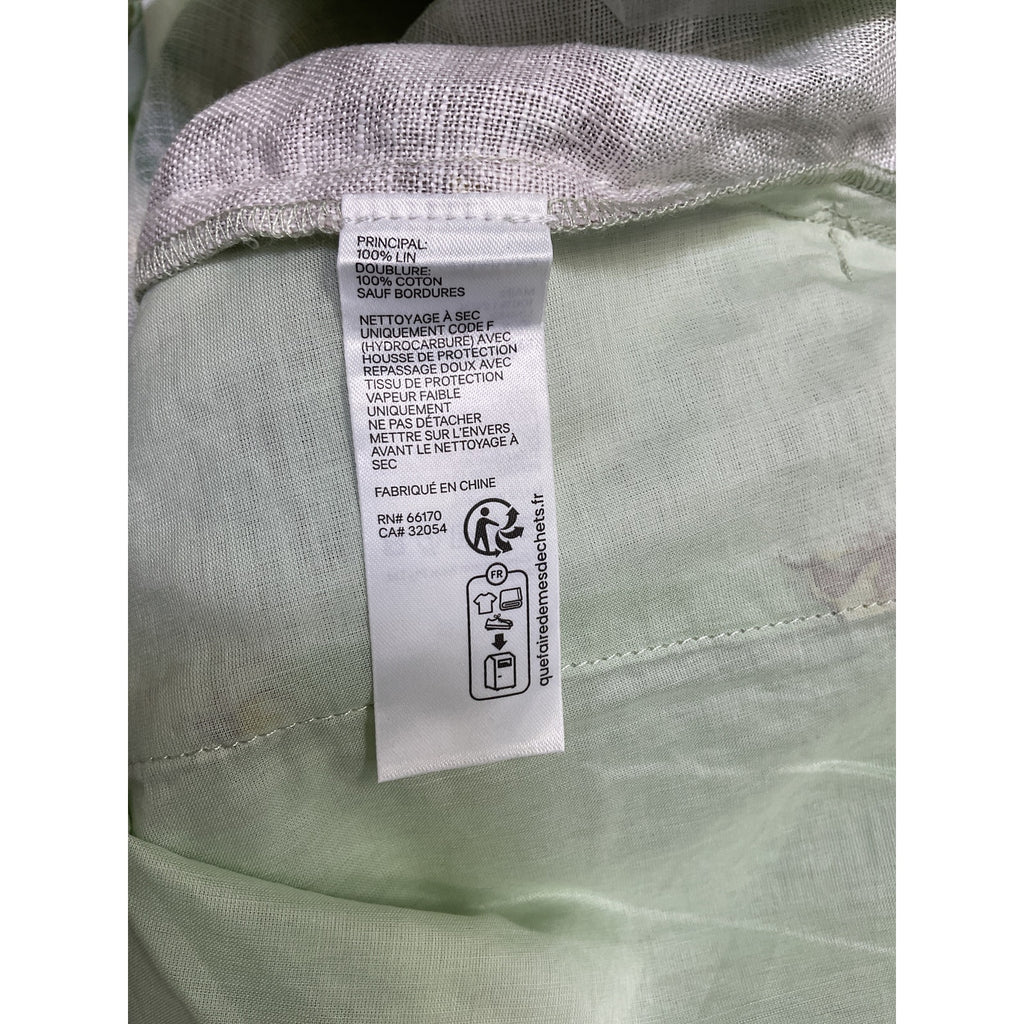 PRINCIPAL:
100% LIN
DOUBLURE:
100% COTON
SAUF BORDURES
NETTOYAGE À SEC
UNIQUEMENT CODE F
(HYDROCARBURE) AVEC
HOUSSE DE PROTECTION
REPASSAGE DOUX AVEC
TISSU DE PROTECTION
VAPEUR FAIBLE
UNIQUEMENT
NE PAS DÉTACHER
METTRE SUR L'ENVERS
AVANT LE NETTOYAGE À
SEC
FABRIQUÉ EN CHINE
RN# 66170
CA# 32054
FR
quefairedemesdechets.fr